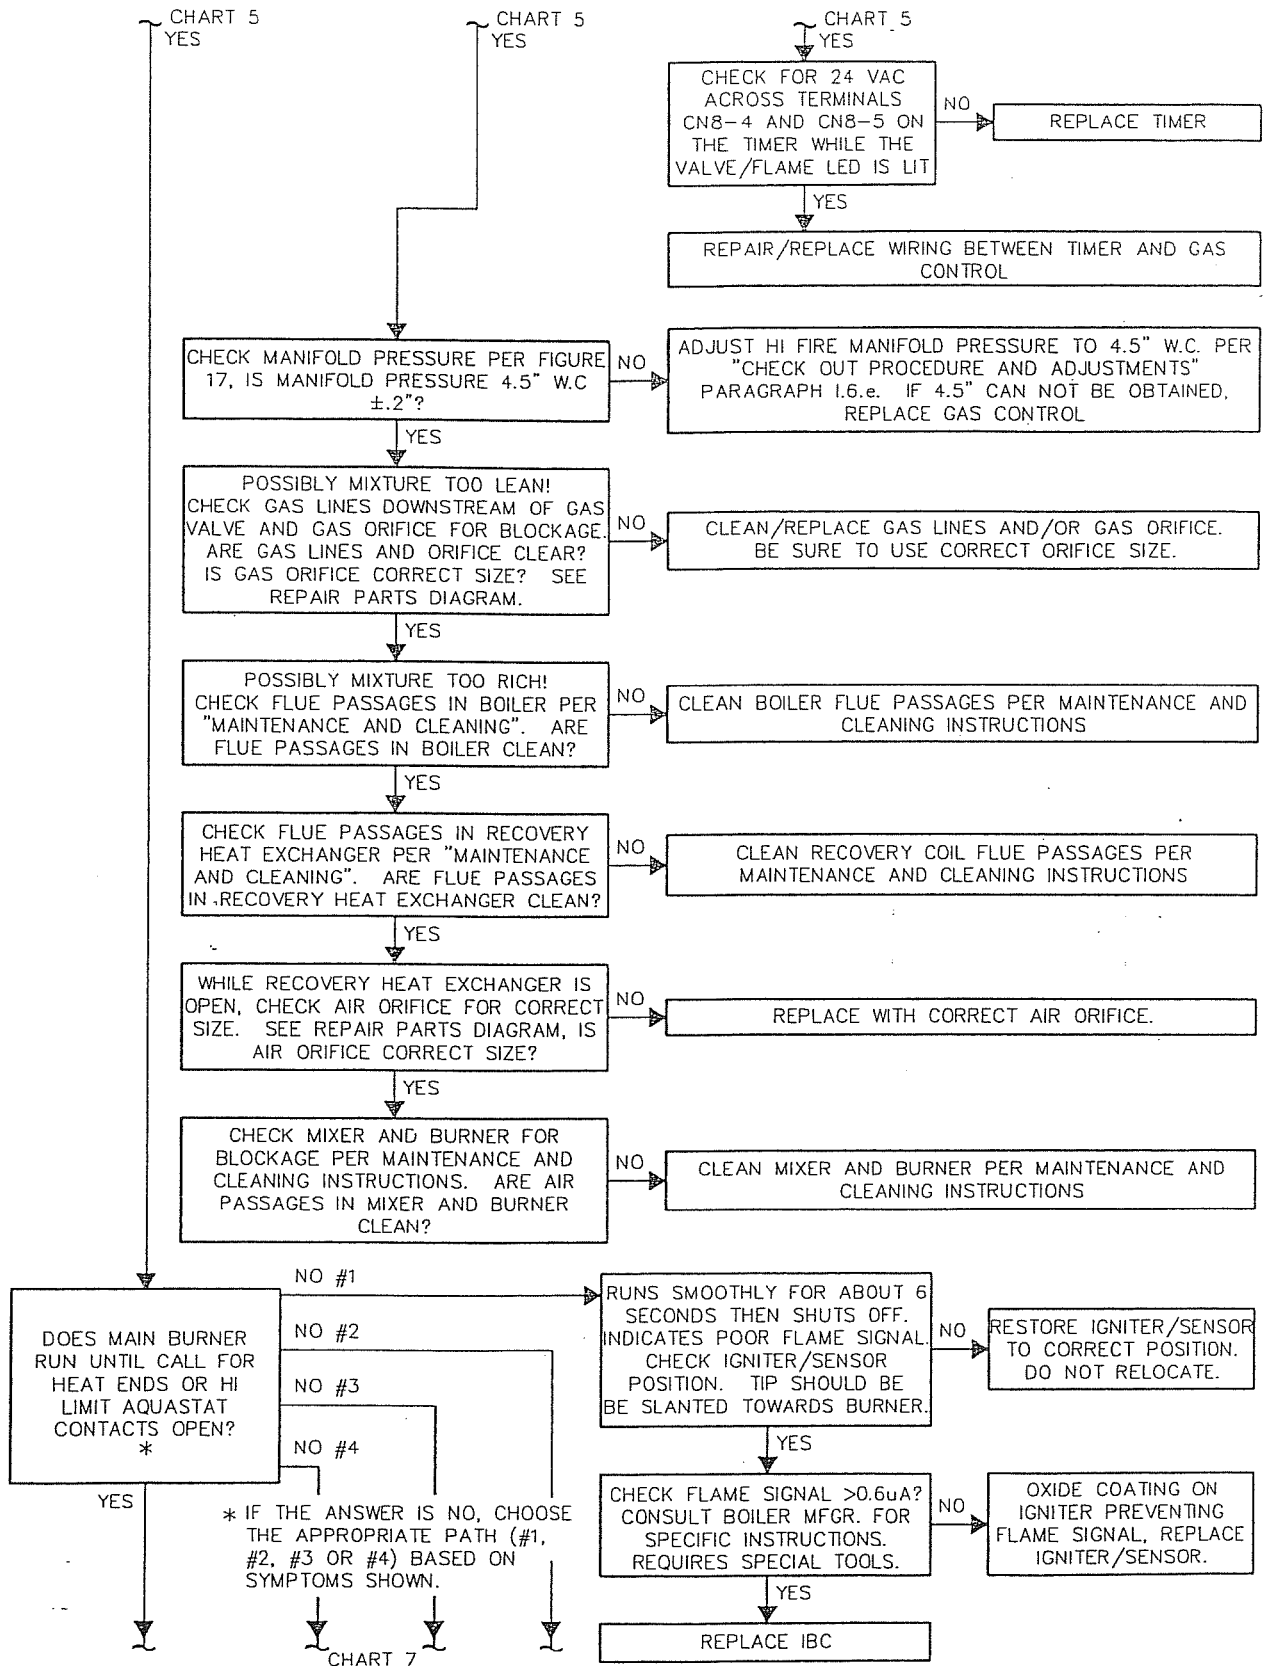 CHART 5
YES
CHART 5
YES
CHART 5
YES
CHECK FOR 24 VAC
ACROSS TERMINALS
CN8-4 AND CN8-5 ON
THE TIMER WHILE THE
VALVE/FLAME LED IS LIT
NO
REPLACE TIMER
YES
REPAIR/REPLACE WIRING BETWEEN TIMER AND GAS
CONTROL
CHECK MANIFOLD PRESSURE PER FIGURE
17, IS MANIFOLD PRESSURE 4.5" W.C
±.2"?
NO
ADJUST HI FIRE MANIFOLD PRESSURE TO 4.5" W.C. PER
"CHECK OUT PROCEDURE AND ADJUSTMENTS"
PARAGRAPH I.6.e. IF 4.5" CAN NOT BE OBTAINED,
REPLACE GAS CONTROL
YES
POSSIBLY MIXTURE TOO LEAN!
CHECK GAS LINES DOWNSTREAM OF GAS
VALVE AND GAS ORIFICE FOR BLOCKAGE.
ARE GAS LINES AND ORIFICE CLEAR?
IS GAS ORIFICE CORRECT SIZE? SEE
REPAIR PARTS DIAGRAM.
NO
CLEAN/REPLACE GAS LINES AND/OR GAS ORIFICE.
BE SURE TO USE CORRECT ORIFICE SIZE.
YES
POSSIBLY MIXTURE TOO RICH!
CHECK FLUE PASSAGES IN BOILER PER
"MAINTENANCE AND CLEANING". ARE
FLUE PASSAGES IN BOILER CLEAN?
NO
CLEAN BOILER FLUE PASSAGES PER MAINTENANCE AND
CLEANING INSTRUCTIONS
YES
CHECK FLUE PASSAGES IN RECOVERY
HEAT EXCHANGER PER "MAINTENANCE
AND CLEANING". ARE FLUE PASSAGES
IN RECOVERY HEAT EXCHANGER CLEAN?
NO
CLEAN RECOVERY COIL FLUE PASSAGES PER
MAINTENANCE AND CLEANING INSTRUCTIONS
YES
WHILE RECOVERY HEAT EXCHANGER IS
OPEN, CHECK AIR ORIFICE FOR CORRECT
SIZE. SEE REPAIR PARTS DIAGRAM, IS
AIR ORIFICE CORRECT SIZE?
NO
REPLACE WITH CORRECT AIR ORIFICE.
YES
CHECK MIXER AND BURNER FOR
BLOCKAGE PER MAINTENANCE AND
CLEANING INSTRUCTIONS. ARE AIR
PASSAGES IN MIXER AND BURNER
CLEAN?
NO
CLEAN MIXER AND BURNER PER MAINTENANCE AND
CLEANING INSTRUCTIONS
DOES MAIN BURNER
RUN UNTIL CALL FOR
HEAT ENDS OR HI
LIMIT AQUASTAT
CONTACTS OPEN?
*
NO #1
NO #2
NO #3
NO #4
RUNS SMOOTHLY FOR ABOUT 6
SECONDS THEN SHUTS OFF.
INDICATES POOR FLAME SIGNAL.
CHECK IGNITER/SENSOR
POSITION. TIP SHOULD BE
BE SLANTED TOWARDS BURNER.
NO
RESTORE IGNITER/SENSOR
TO CORRECT POSITION.
DO NOT RELOCATE.
YES
YES
* IF THE ANSWER IS NO, CHOOSE
THE APPROPRIATE PATH (#1,
#2, #3 OR #4) BASED ON
SYMPTOMS SHOWN.
CHECK FLAME SIGNAL >0.6uA?
CONSULT BOILER MFGR. FOR
SPECIFIC INSTRUCTIONS.
REQUIRES SPECIAL TOOLS.
NO
OXIDE COATING ON
IGNITER PREVENTING
FLAME SIGNAL, REPLACE
IGNITER/SENSOR.
YES
REPLACE IBC
CHART 7